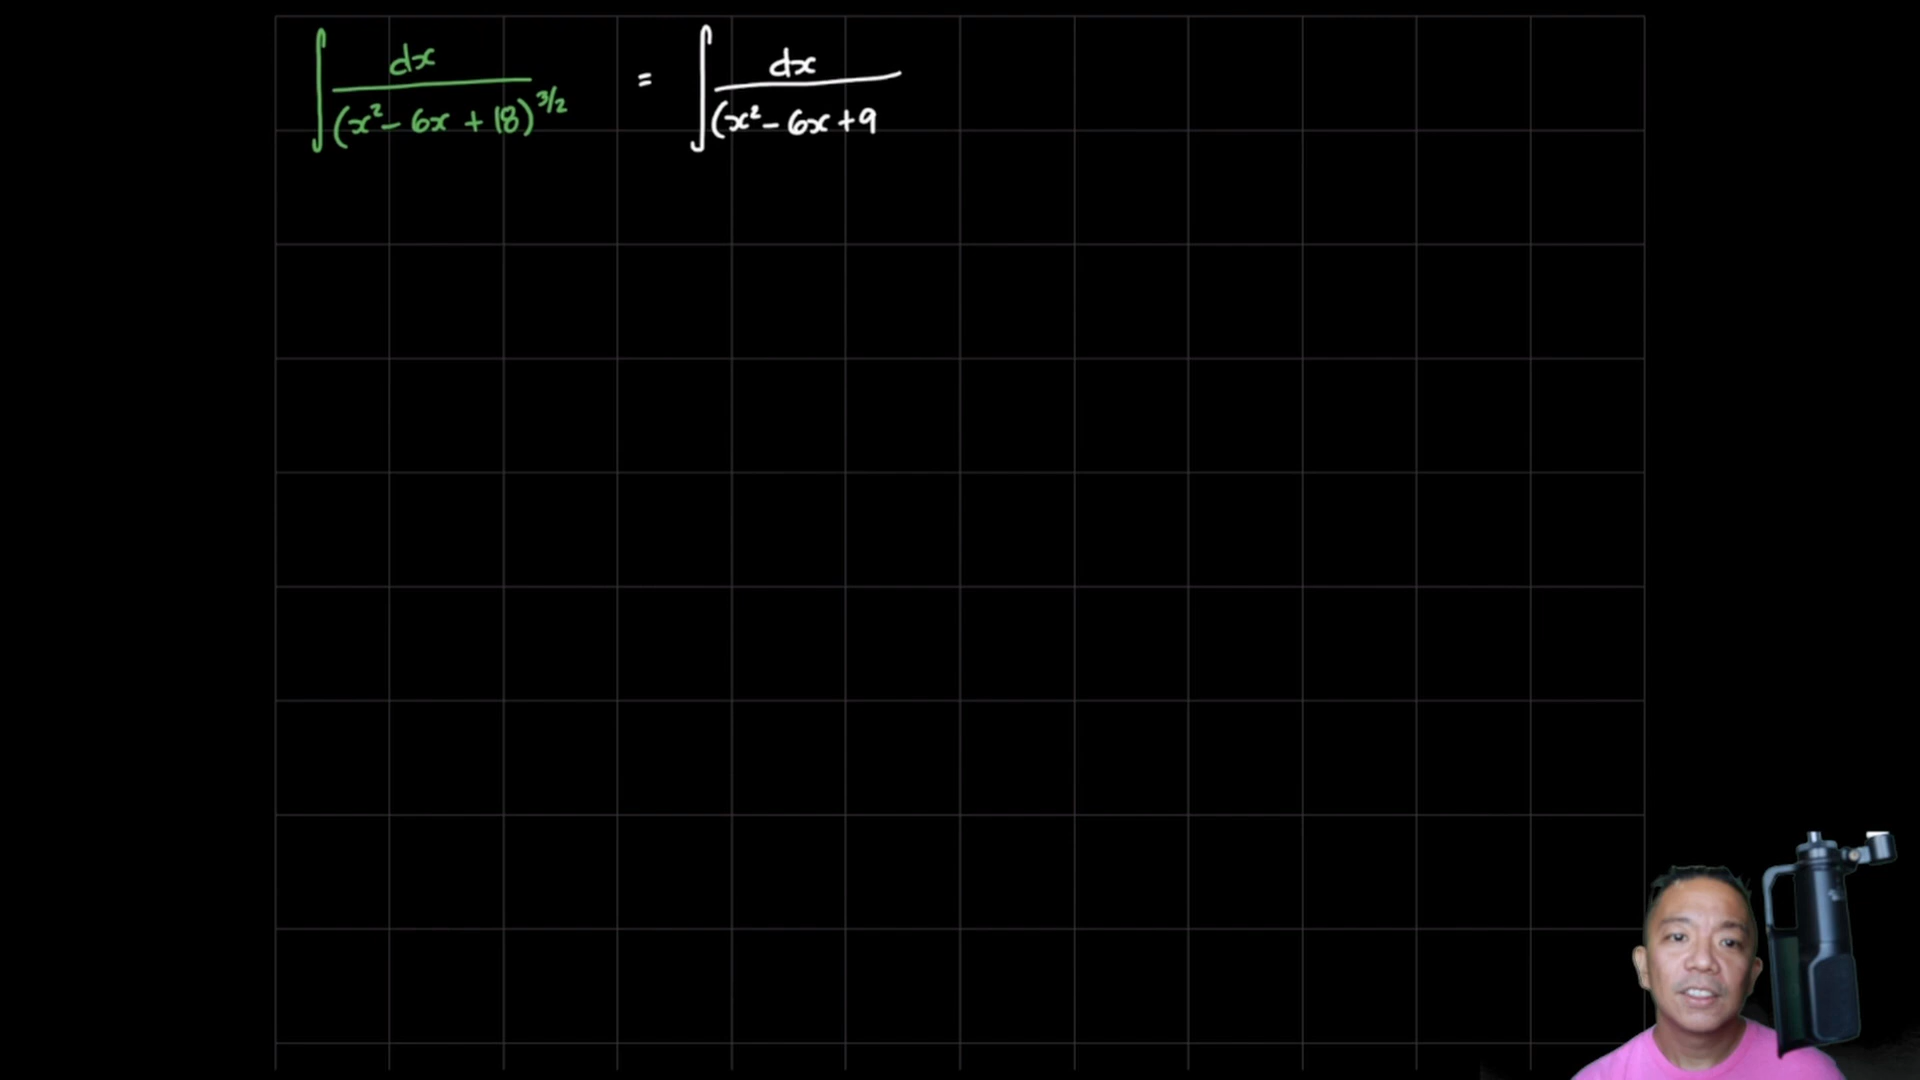 ∫ dx / (x² - 6x + 18)^3/2 = ∫ dx / (x² - 6x + 9